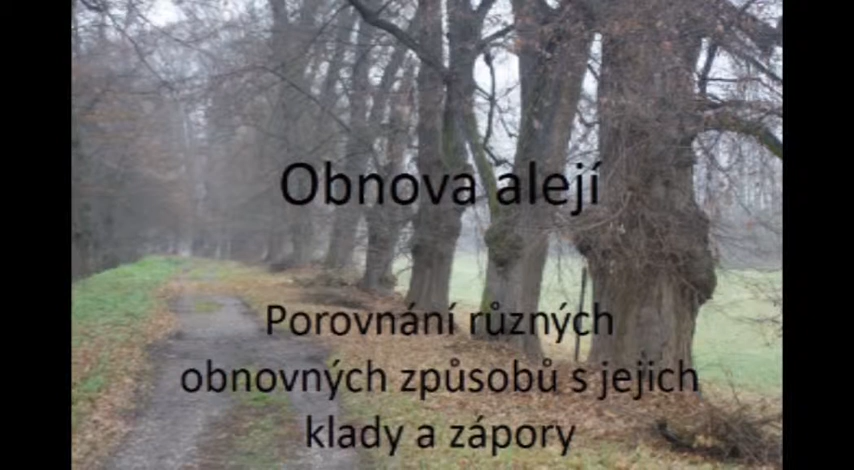 Obnova alejí
Porovnání různých
obnovných způsobů s jejich
klady a zápory